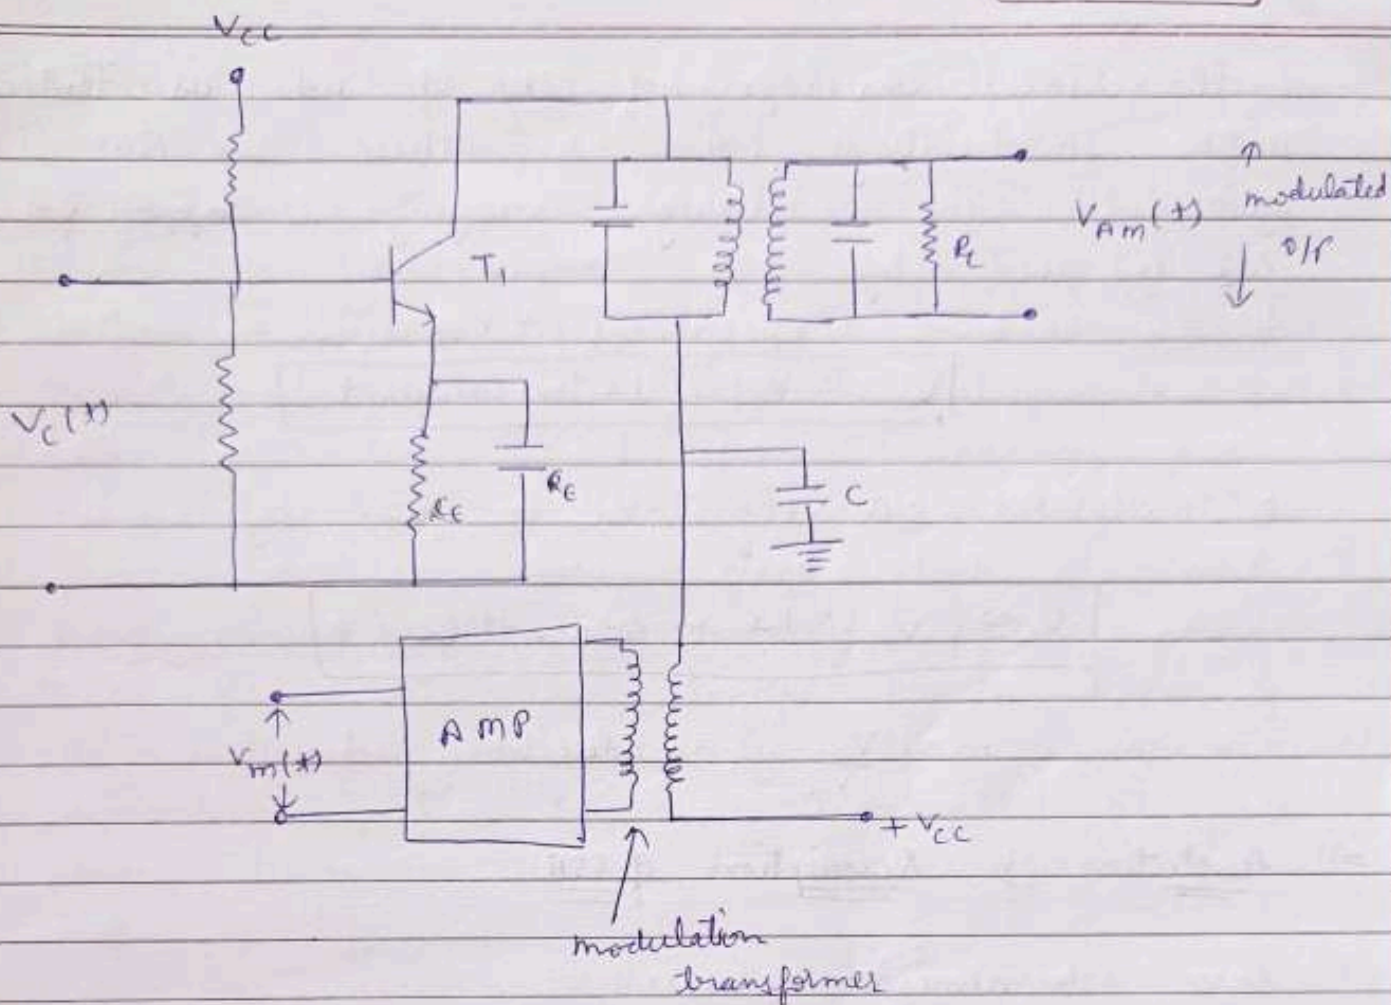 VCC
T1
VAM(t)
modulated
o/p
RL
Vc(t)
RE
RE
C
AMP
Vm(t)
+ VCC
modulation
transformer